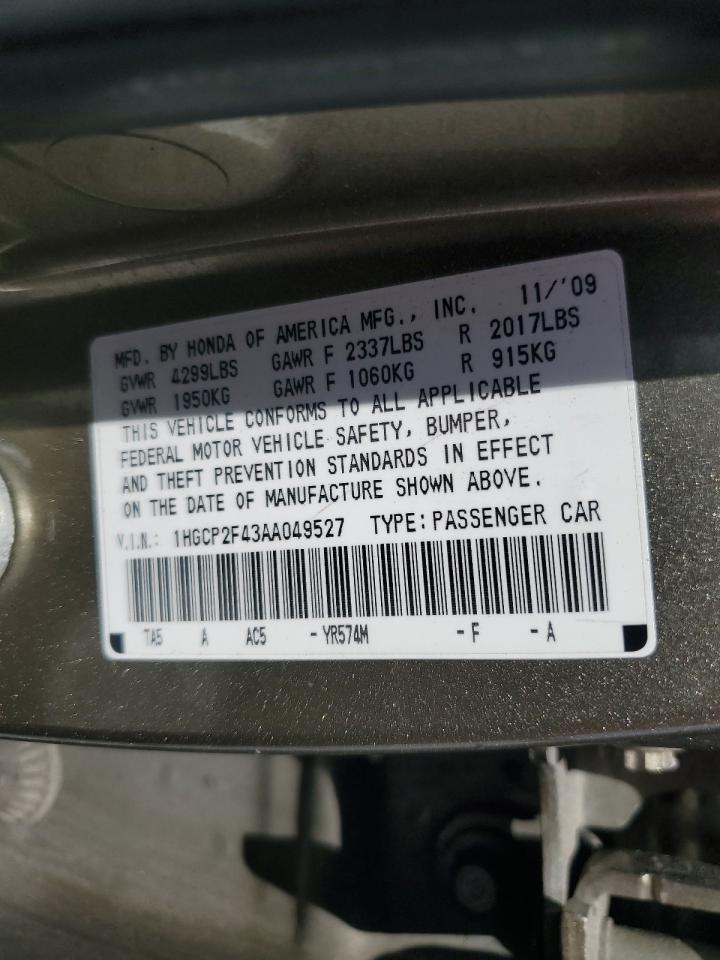 MFD. BY HONDA OF AMERICA MFG., INC. 11/'09
GVWR 4299LBS GAWR F 2337LBS R 2017LBS
GVWR 1950KG GAWR F 1060KG R 915KG
THIS VEHICLE CONFORMS TO ALL APPLICABLE
FEDERAL MOTOR VEHICLE SAFETY, BUMPER,
AND THEFT PREVENTION STANDARDS IN EFFECT
ON THE DATE OF MANUFACTURE SHOWN ABOVE.
V.I.N.: 1HGCP2F43AA049527 TYPE: PASSENGER CAR
TA5 A AC5 -YR574M -F -A